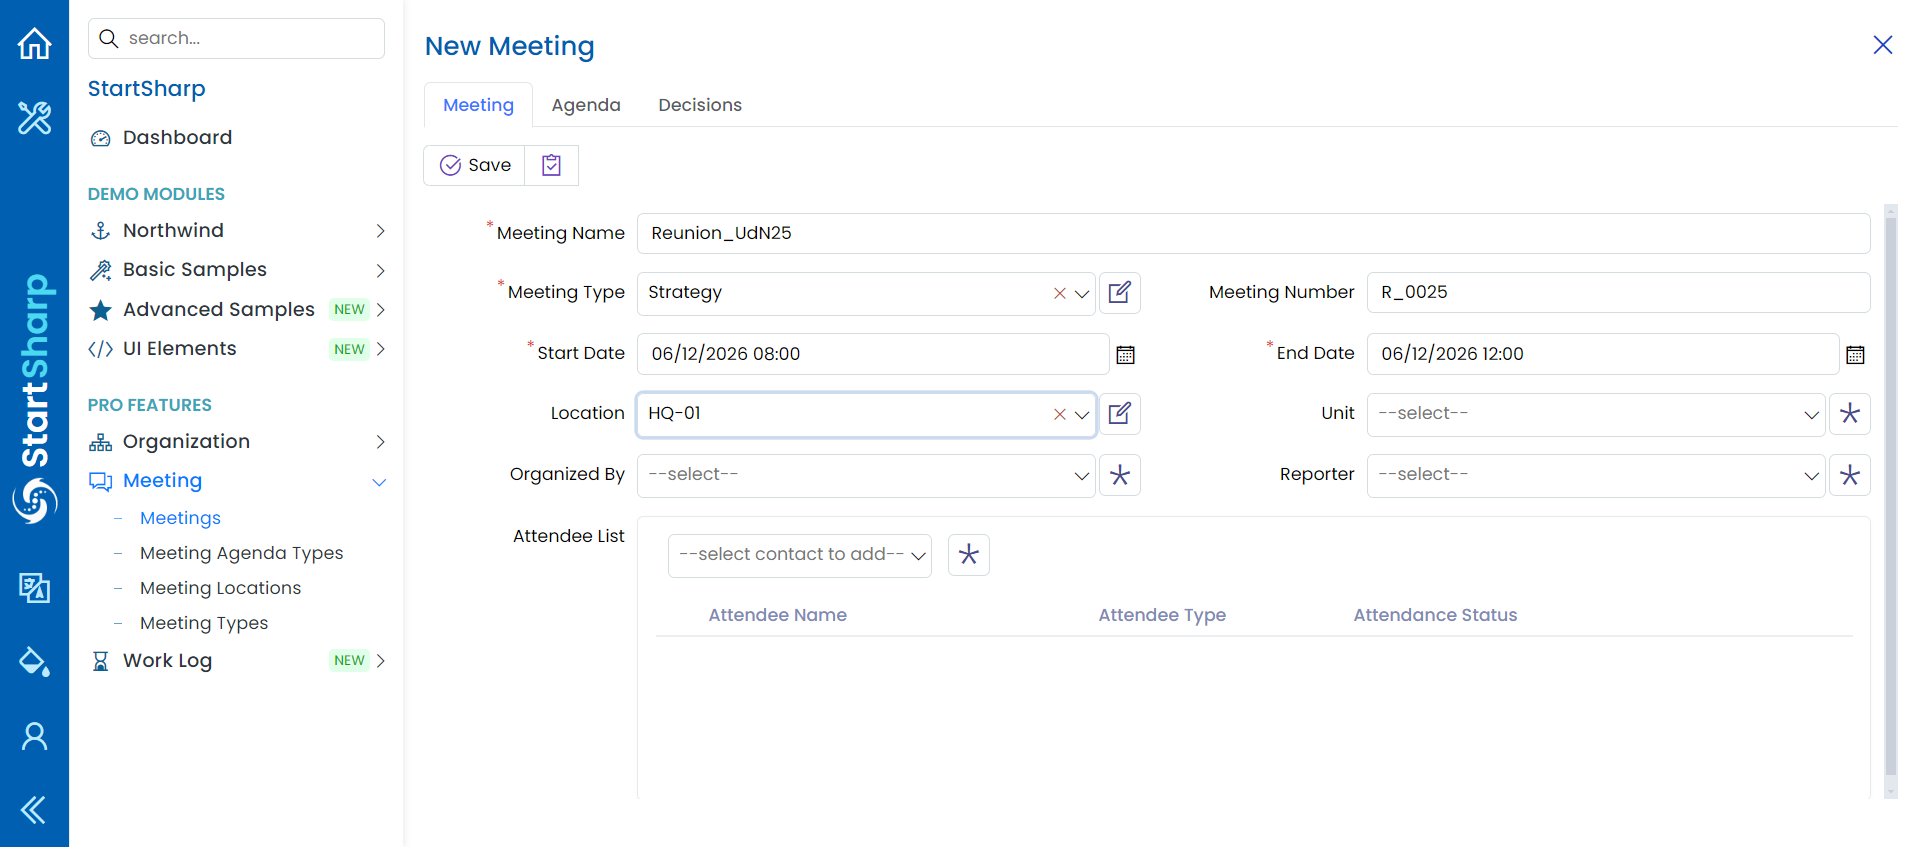 search...
StartSharp
Dashboard
DEMO MODULES
Northwind
Basic Samples
Advanced Samples NEW
UI Elements NEW
PRO FEATURES
Organization
Meeting
Meetings
Meeting Agenda Types
Meeting Locations
Meeting Types
Work Log NEW
StartSharp
New Meeting
Meeting Agenda Decisions
Save
* Meeting Name Reunion_UdN25
* Meeting Type Strategy Meeting Number R_0025
* Start Date 06/12/2026 08:00 * End Date 06/12/2026 12:00
Location HQ-01 Unit --select--
Organized By --select-- Reporter --select--
Attendee List --select contact to add--
Attendee Name Attendee Type Attendance Status